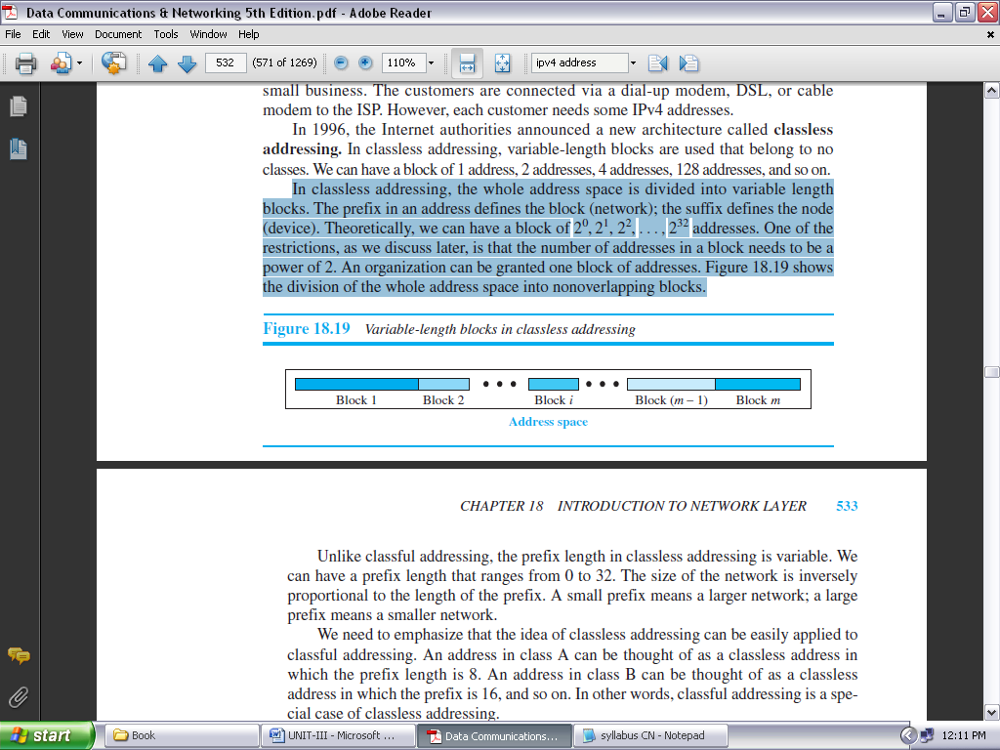 Data Communications & Networking 5th Edition.pdf - Adobe Reader
File Edit View Document Tools Window Help
532 (571 of 1269) 110% ipv4 address
small business. The customers are connected via a dial-up modem, DSL, or cable
modem to the ISP. However, each customer needs some IPv4 addresses.
In 1996, the Internet authorities announced a new architecture called classless
addressing. In classless addressing, variable-length blocks are used that belong to no
classes. We can have a block of 1 address, 2 addresses, 4 addresses, 128 addresses, and so on.
In classless addressing, the whole address space is divided into variable length
blocks. The prefix in an address defines the block (network); the suffix defines the node
(device). Theoretically, we can have a block of 2⁰, 2¹, 2², . . . , 2³² addresses. One of the
restrictions, as we discuss later, is that the number of addresses in a block needs to be a
power of 2. An organization can be granted one block of addresses. Figure 18.19 shows
the division of the whole address space into nonoverlapping blocks.
Figure 18.19 Variable-length blocks in classless addressing
Block 1 Block 2 Block i Block (m – 1) Block m
Address space
CHAPTER 18 INTRODUCTION TO NETWORK LAYER 533
Unlike classful addressing, the prefix length in classless addressing is variable. We
can have a prefix length that ranges from 0 to 32. The size of the network is inversely
proportional to the length of the prefix. A small prefix means a larger network; a large
prefix means a smaller network.
We need to emphasize that the idea of classless addressing can be easily applied to
classful addressing. An address in class A can be thought of as a classless address in
which the prefix length is 8. An address in class B can be thought of as a classless
address in which the prefix is 16, and so on. In other words, classful addressing is a spe-
cial case of classless addressing.
start Book UNIT-III - Microsoft ... Data Communications... syllabus CN - Notepad 12:11 PM